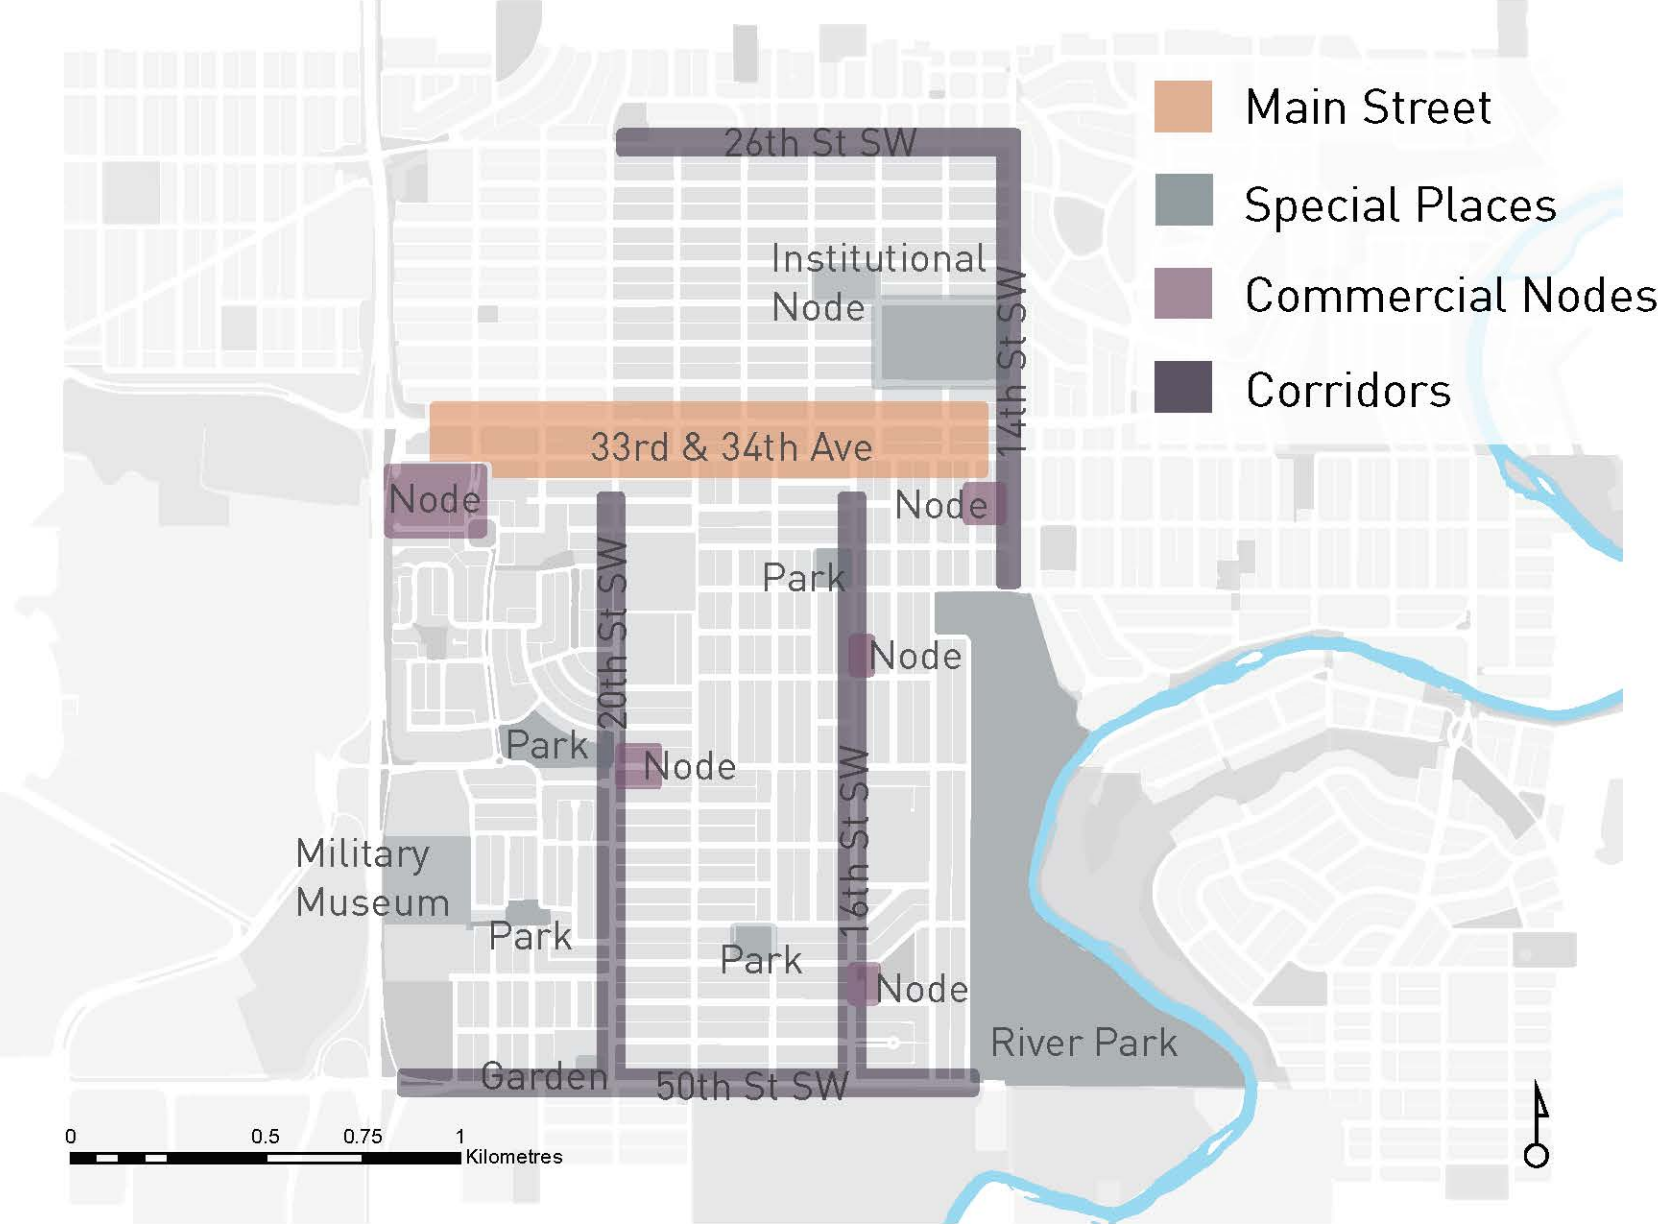 Main Street
26th St SW
Special Places
Institutional
Node
Commercial Nodes
14th St SW
Corridors
33rd & 34th Ave
Node
Node
Park
20th St SW
Node
Park
Node
16th St SW
Military
Museum
Park
Park
Node
River Park
Garden
50th St SW
0 0.5 0.75 1
Kilometres